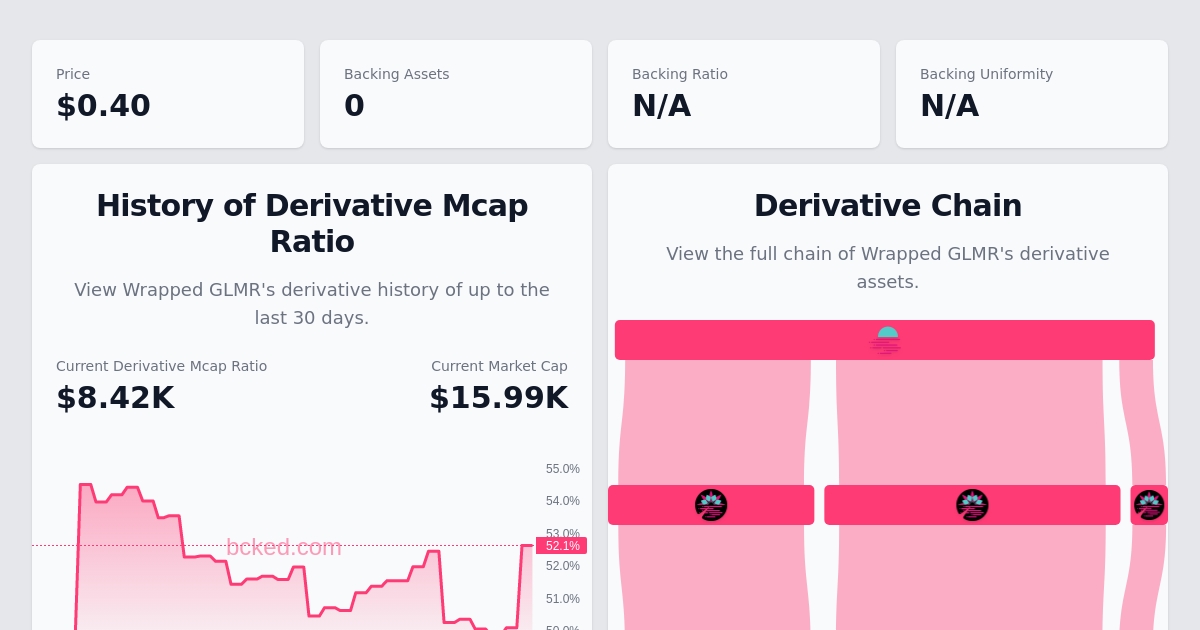 Price
$0.40
Backing Assets
0
Backing Ratio
N/A
Backing Uniformity
N/A
History of Derivative Mcap
Ratio
View Wrapped GLMR's derivative history of up to the
last 30 days.
Current Derivative Mcap Ratio
$8.42K
Current Market Cap
$15.99K
55.0%
54.0%
53.0%
52.1%
52.0%
51.0%
50.0%
bcked.com
Derivative Chain
View the full chain of Wrapped GLMR's derivative
assets.